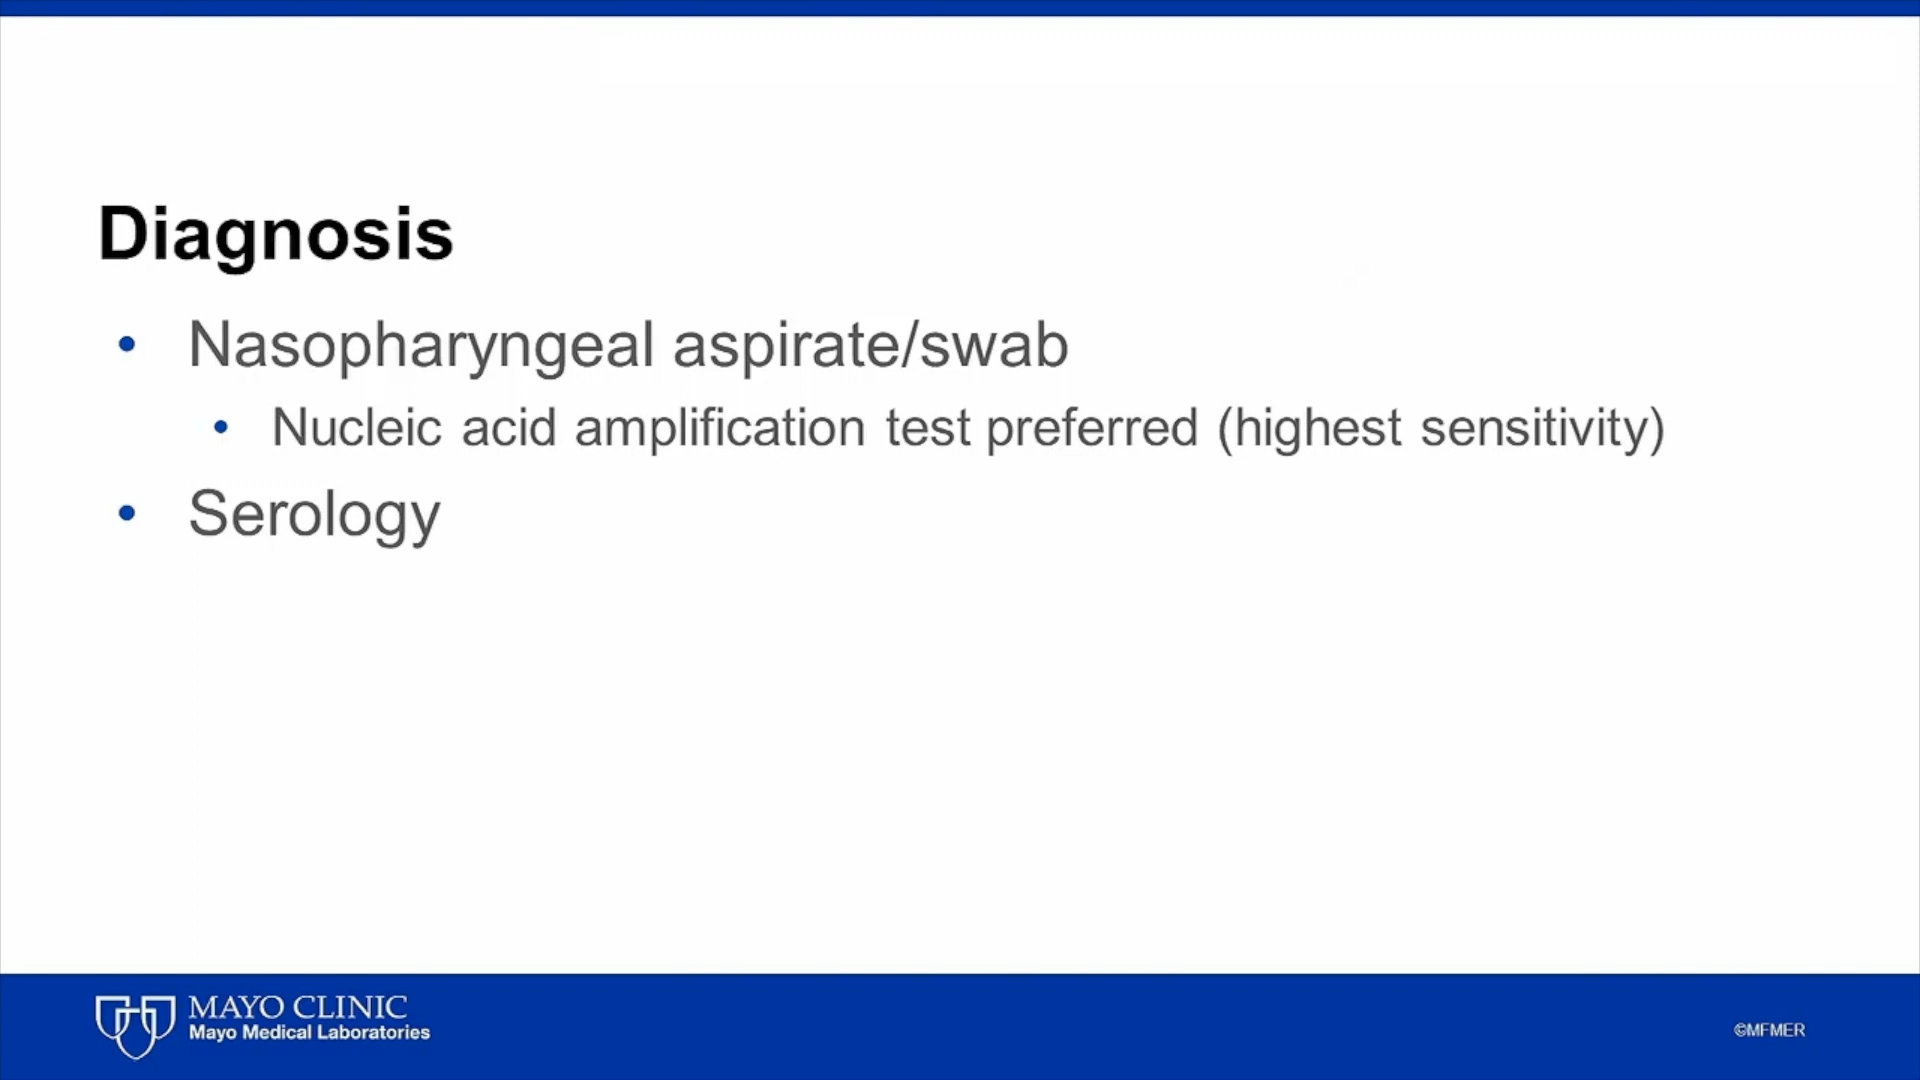 Diagnosis
• Nasopharyngeal aspirate/swab
• Nucleic acid amplification test preferred (highest sensitivity)
• Serology
MAYO CLINIC
Mayo Medical Laboratories
©MFMER